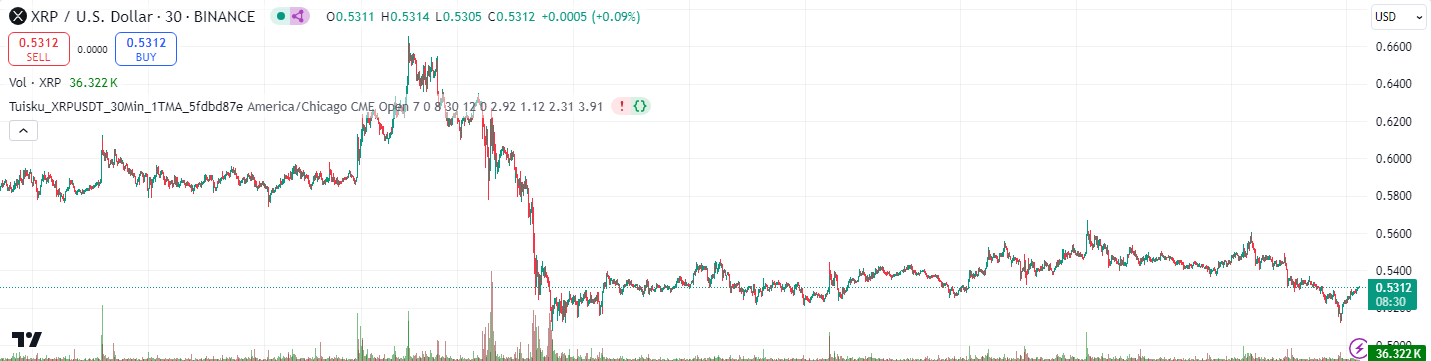 XRP / U.S. Dollar · 30 · BINANCE O0.5311 H0.5314 L0.5305 C0.5312 +0.0005 (+0.09%)
USD
0.5312 SELL 0.0000 0.5312 BUY
Vol · XRP 36.322 K
Tuisku_XRPUSDT_30Min_1TMA_5fdbd87e America/Chicago CME Open 7 0 8 30 12 0 2.92 1.12 2.31 3.91 ! {}
0.6600
0.6400
0.6200
0.6000
0.5800
0.5600
0.5400
0.5312
08:30
0.5200
36.322 K